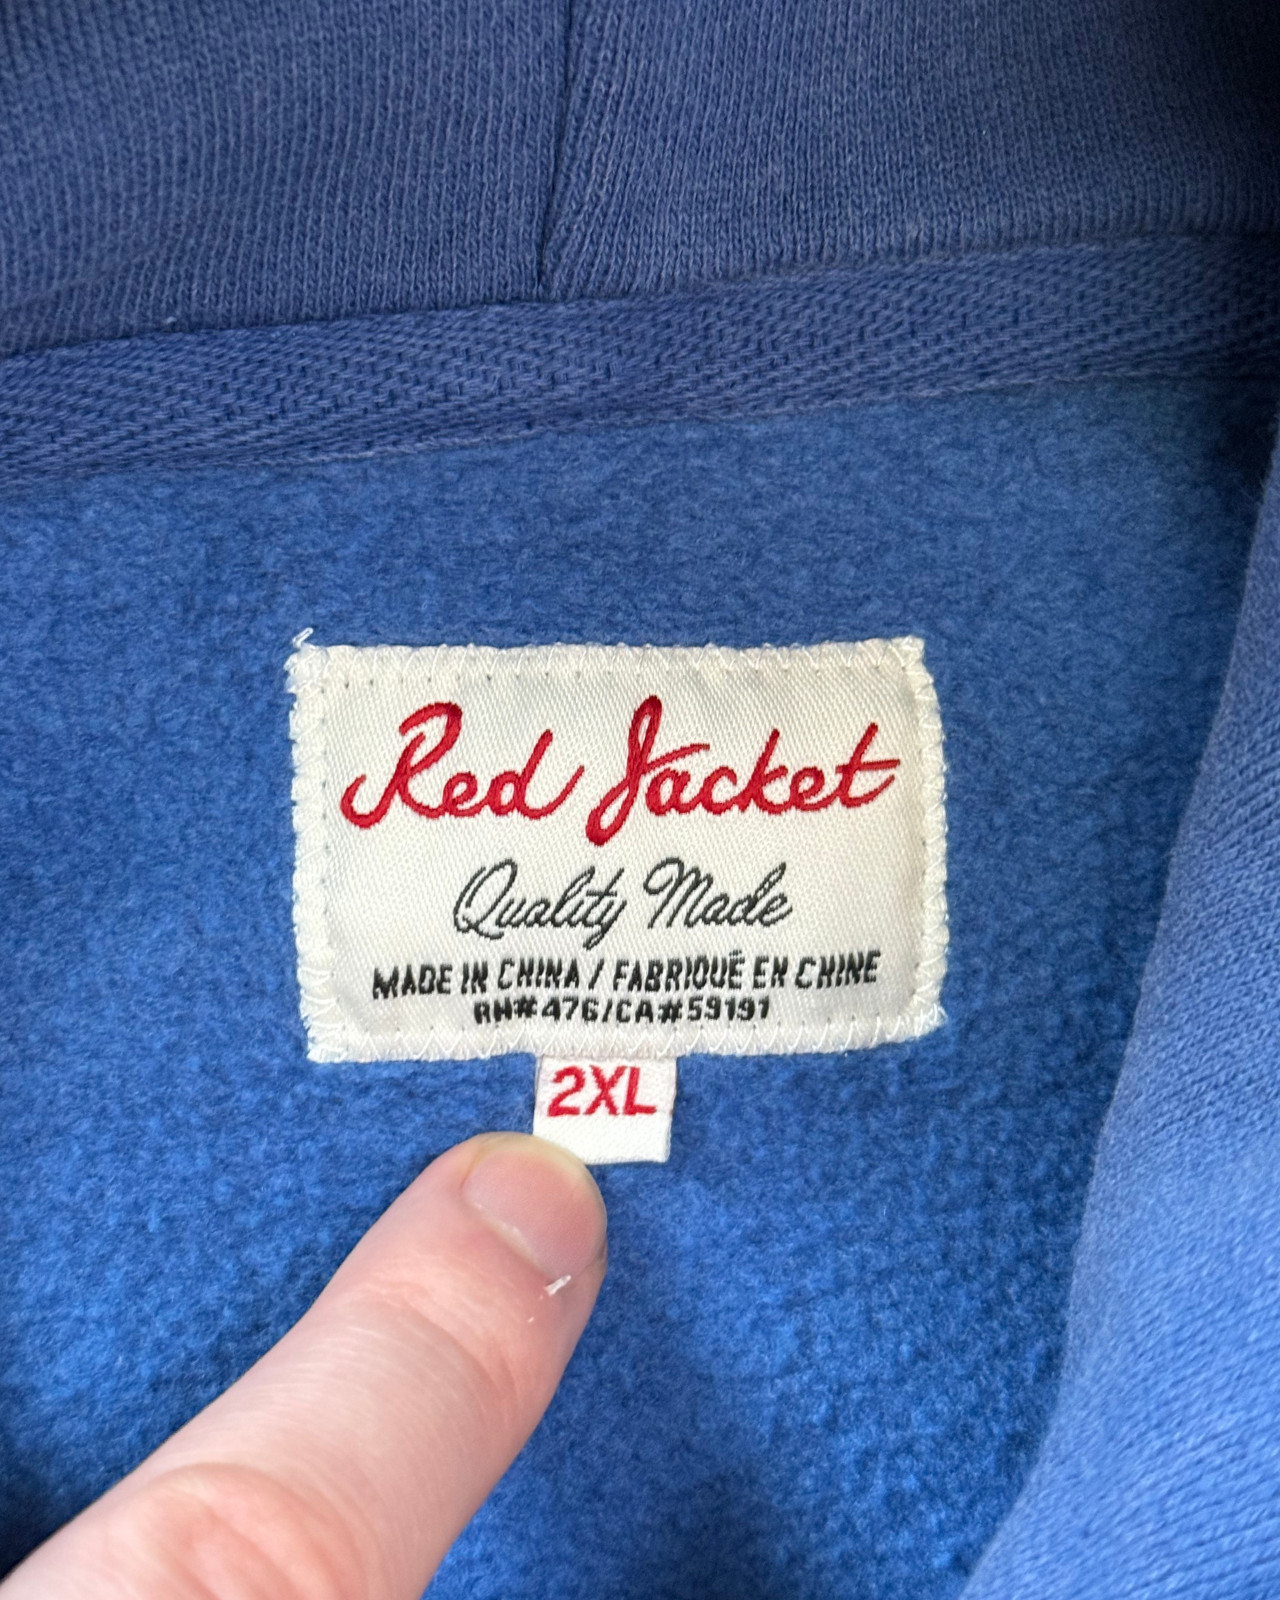 Red Jacket
Quality Made
MADE IN CHINA / FABRIQUÉ EN CHINE
RN#476/CA#59191
2XL